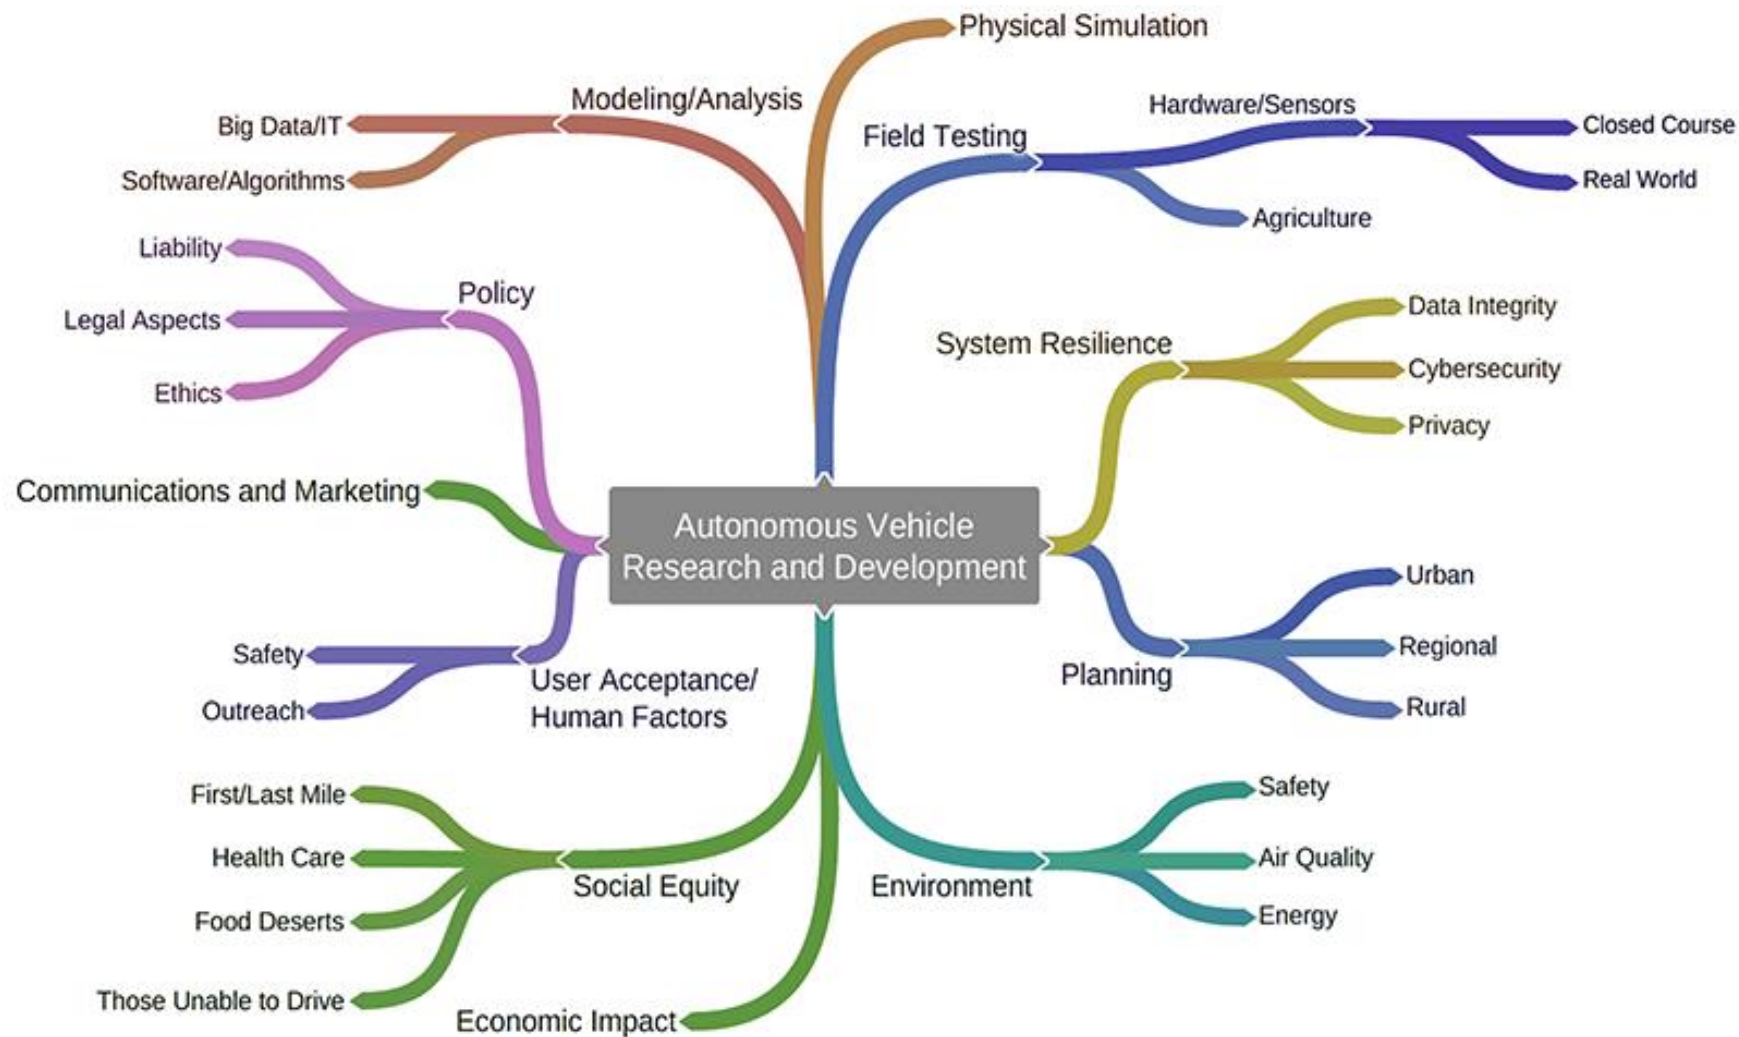 Physical Simulation
Modeling/Analysis
Big Data/IT
Software/Algorithms
Field Testing
Hardware/Sensors
Closed Course
Real World
Agriculture
Liability
Policy
Legal Aspects
Ethics
System Resilience
Data Integrity
Cybersecurity
Privacy
Communications and Marketing
Autonomous Vehicle
Research and Development
Urban
Regional
Rural
Planning
Safety
Outreach
User Acceptance/
Human Factors
First/Last Mile
Health Care
Food Deserts
Those Unable to Drive
Social Equity
Environment
Safety
Air Quality
Energy
Economic Impact